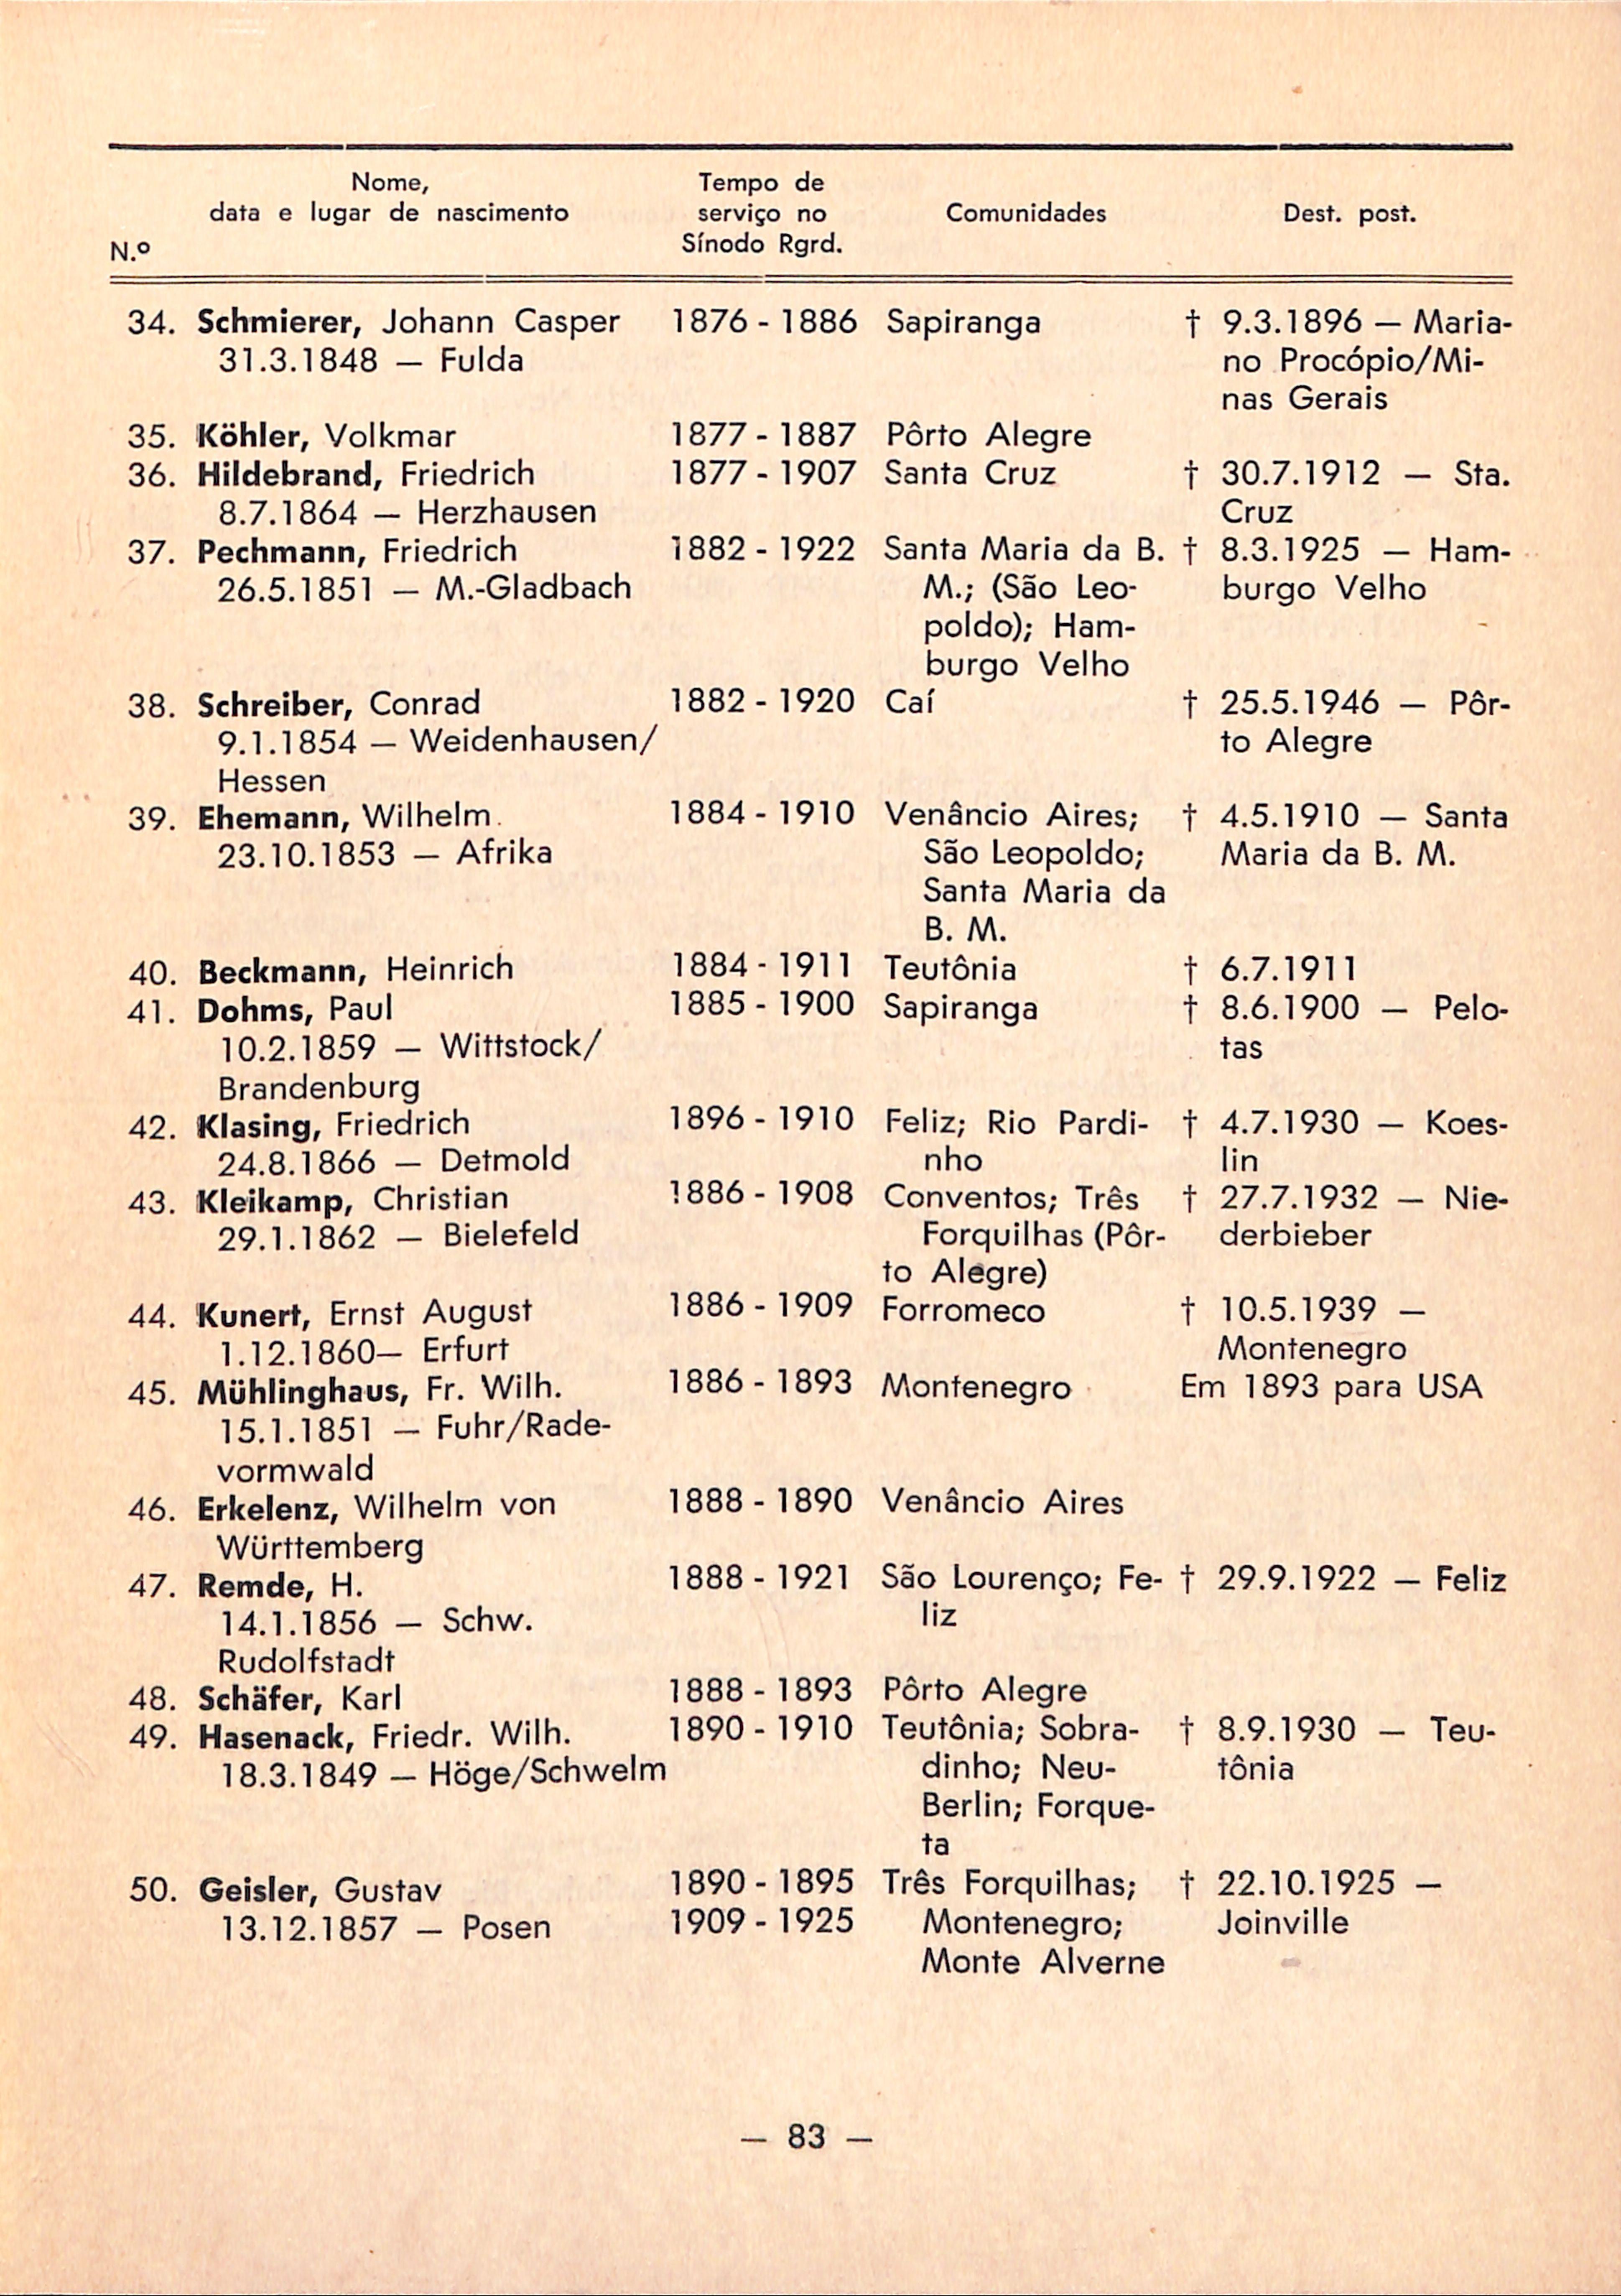 Nome,
data e lugar de nascimento
N.º
Tempo de
serviço no
Sínodo Rgrd.
Comunidades
Dest. post.
34. Schmierer, Johann Casper 1876 - 1886 Sapiranga † 9.3.1896 — Maria-
31.3.1848 — Fulda no Procópio/Mi-
nas Gerais
35. Köhler, Volkmar 1877 - 1887 Pôrto Alegre
36. Hildebrand, Friedrich 1877 - 1907 Santa Cruz † 30.7.1912 — Sta.
8.7.1864 — Herzhausen Cruz
37. Pechmann, Friedrich 1882 - 1922 Santa Maria da B. † 8.3.1925 — Ham-
26.5.1851 — M.-Gladbach M.; (São Leo- burgo Velho
poldo); Ham-
burgo Velho
38. Schreiber, Conrad 1882 - 1920 Caí † 25.5.1946 — Pôr-
9.1.1854 — Weidenhausen/ to Alegre
Hessen
39. Ehemann, Wilhelm 1884 - 1910 Venâncio Aires; † 4.5.1910 — Santa
23.10.1853 — Afrika São Leopoldo; Maria da B. M.
Santa Maria da
B. M.
40. Beckmann, Heinrich 1884 - 1911 Teutônia † 6.7.1911
41. Dohms, Paul 1885 - 1900 Sapiranga † 8.6.1900 — Pelo-
10.2.1859 — Wittstock/ tas
Brandenburg
42. Klasing, Friedrich 1896 - 1910 Feliz; Rio Pardi- † 4.7.1930 — Koes-
24.8.1866 — Detmold nho lin
43. Kleikamp, Christian 1886 - 1908 Conventos; Três † 27.7.1932 — Nie-
29.1.1862 — Bielefeld Forquilhas (Pôr- derbieber
to Alegre)
44. Kunert, Ernst August 1886 - 1909 Forromeco † 10.5.1939 —
1.12.1860— Erfurt Montenegro
45. Mühlinghaus, Fr. Wilh. 1886 - 1893 Montenegro Em 1893 para USA
15.1.1851 — Fuhr/Rade-
vormwald
46. Erkelenz, Wilhelm von 1888 - 1890 Venâncio Aires
Württemberg
47. Remde, H. 1888 - 1921 São Lourenço; Fe- † 29.9.1922 — Feliz
14.1.1856 — Schw. liz
Rudolfstadt
48. Schäfer, Karl 1888 - 1893 Pôrto Alegre
49. Hasenack, Friedr. Wilh. 1890 - 1910 Teutônia; Sobra- † 8.9.1930 — Teu-
18.3.1849 — Höge/Schwelm dinho; Neu- tônia
Berlin; Forque-
ta
50. Geisler, Gustav 1890 - 1895 Três Forquilhas; † 22.10.1925 —
13.12.1857 — Posen 1909 - 1925 Montenegro; Joinville
Monte Alverne
— 83 —